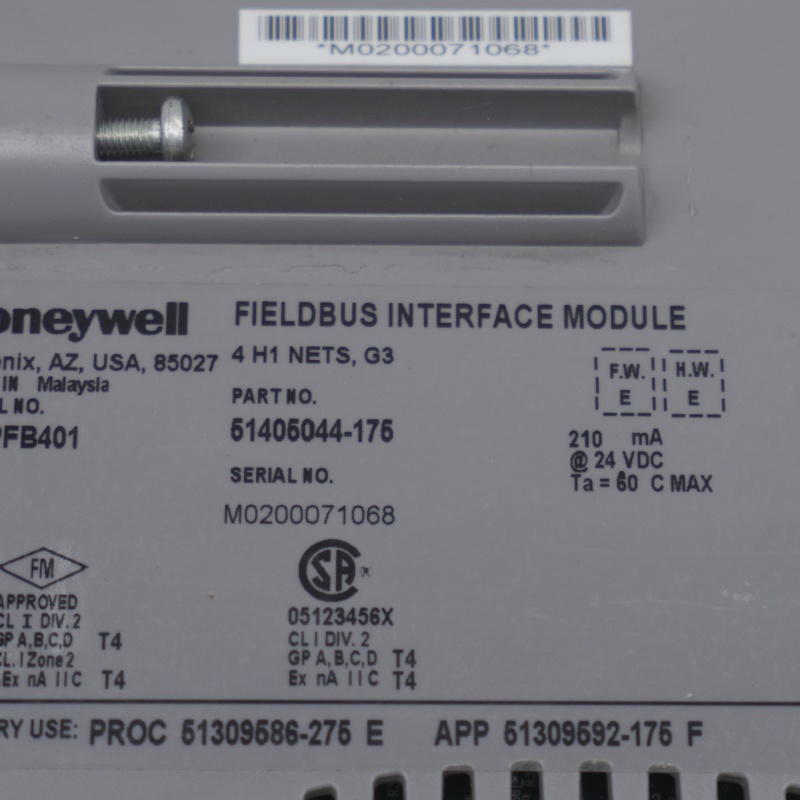 *M0200071068*
oneywell
FIELDBUS INTERFACE MODULE
enix, AZ, USA, 85027
4 H1 NETS, G3
IN Malaysia
L NO.
PFB401
PART NO.
51405044-175
SERIAL NO.
M0200071068
F.W.
E
H.W.
E
210 mA
@ 24 VDC
Ta = 60 C MAX
FM
APPROVED
CL I DIV. 2
GP A,B,C,D T4
CL. I Zone 2
Ex nA IIC T4
SA ®
05123456X
CL I DIV. 2
GP A,B,C,D T4
Ex nA IIC T4
RY USE: PROC 51309586-275 E APP 51309592-175 F